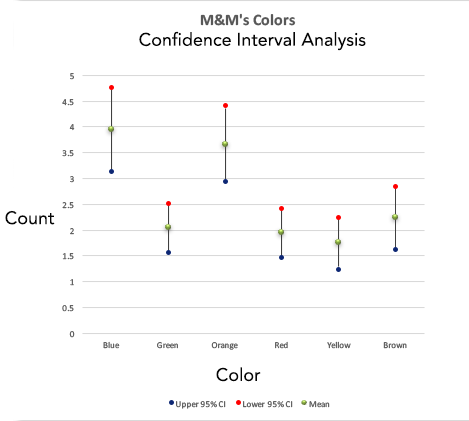 M&M's Colors
Confidence Interval Analysis
5
4.5
4
3.5
3
2.5
2
1.5
1
0.5
0
Count
Blue Green Orange Red Yellow Brown
Color
Upper 95% CI Lower 95% CI Mean